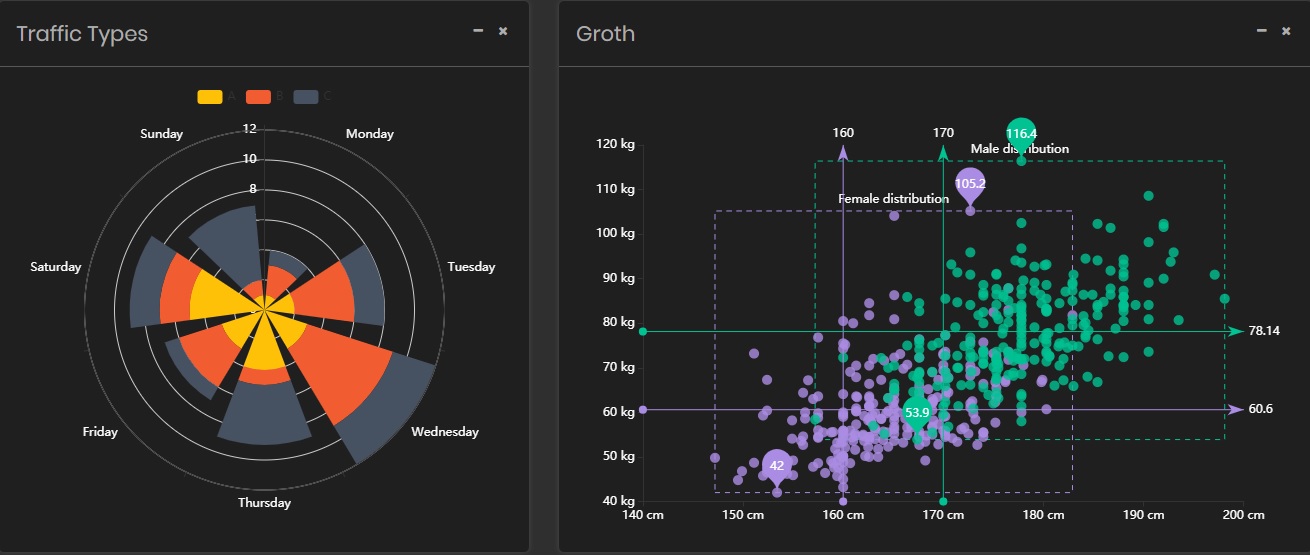 Traffic Types
A B C
Sunday
Monday
12
10
8
Saturday
Tuesday
Friday
Wednesday
Thursday
Groth
160
170
116.4
Male distribution
120 kg
105.2
110 kg
Female distribution
100 kg
90 kg
80 kg
78.14
70 kg
60 kg
53.9
60.6
50 kg
42
40 kg
140 cm
150 cm
160 cm
170 cm
180 cm
190 cm
200 cm